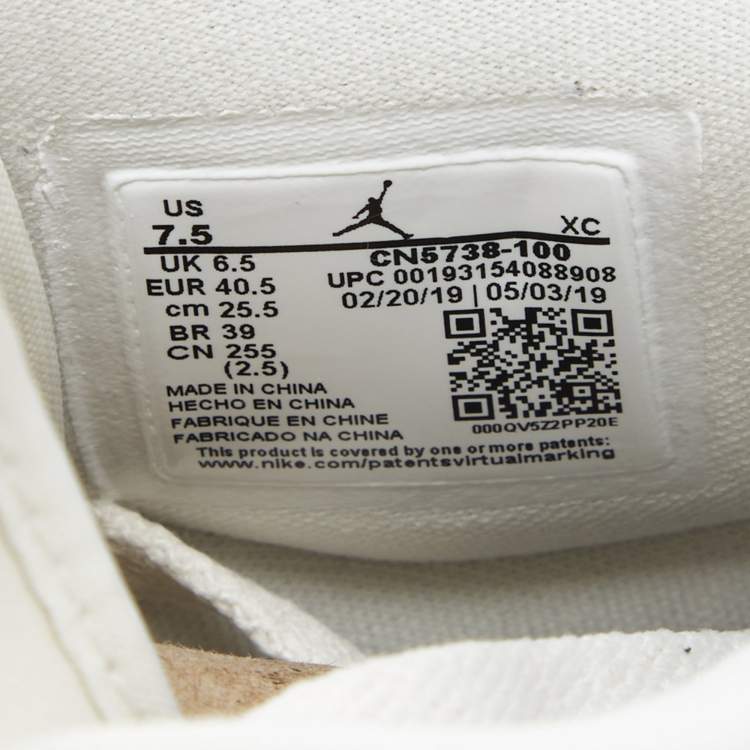 US
7.5
XC
UK 6.5
CN5738-100
EUR 40.5
UPC 00193154088908
cm 25.5
02/20/19 | 05/03/19
BR 39
CN 255
(2.5)
MADE IN CHINA
HECHO EN CHINA
FABRIQUE EN CHINE
FABRICADO NA CHINA
000QV5Z2PP20E
This product is covered by one or more patents:
www.nike.com/patentsvirtualmarking